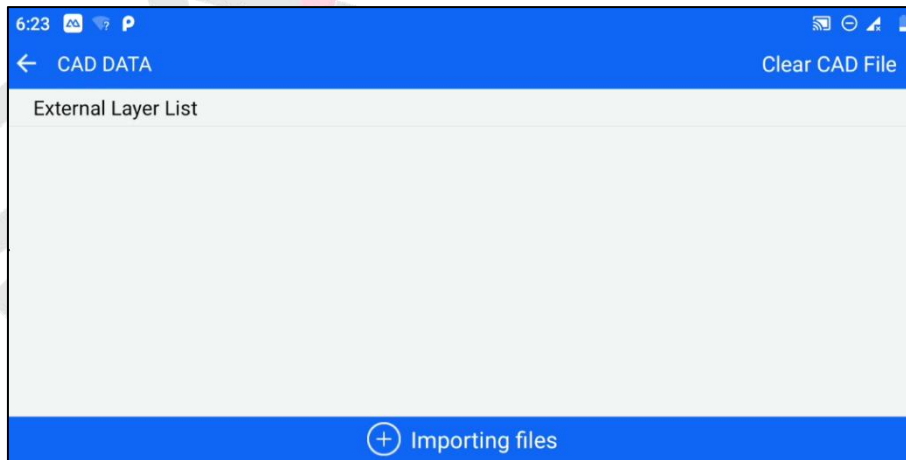 6:23
CAD DATA
Clear CAD File
External Layer List
Importing files